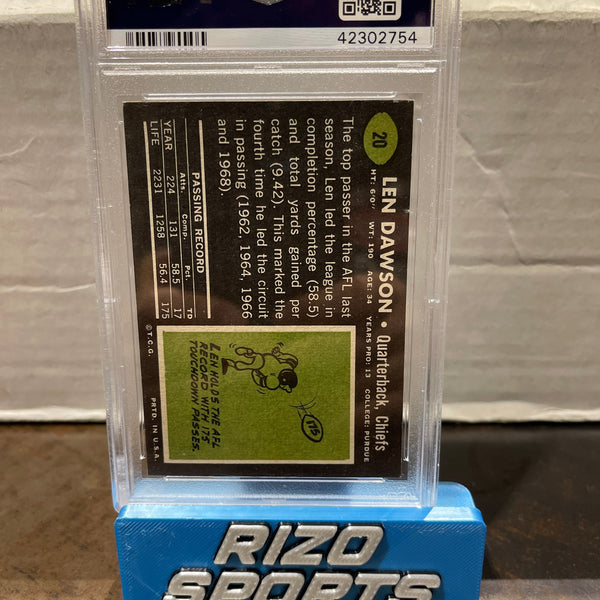 42302754
20
LEN DAWSON • Quarterback, Chiefs
HT: 6'0" WT: 190 AGE: 34 YEARS PRO: 13 COLLEGE: PURDUE
The top passer in the AFL last
season, Len led the league in
completion percentage (58.5)
and total yards gained per
catch (9.42). This marked the
fourth time he led the circuit
in passing (1962, 1964, 1966
and 1968).
PASSING RECORD
Atts. Comp. Pct. TD
YEAR 224 131 58.5 17
LIFE 2231 1258 56.4 175
175
LEN HOLDS THE AFL
RECORD WITH 175
TOUCHDOWN PASSES.
© T.C.G. PRTD. IN U.S.A.
RIZO
SPORTS